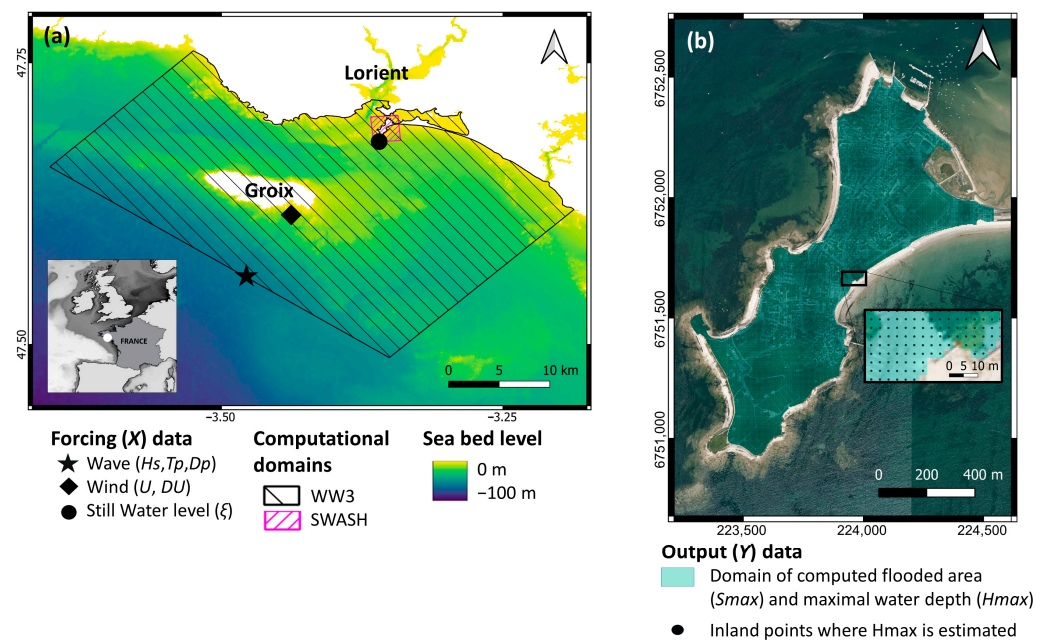 (a)
Lorient
Groix
FRANCE
47.75
47.50
−3.50
−3.25
0 5 10 km
Forcing (X) data
Wave (Hs,Tp,Dp)
Wind (U, DU)
Still Water level (ξ)
Computational
domains
WW3
SWASH
Sea bed level
0 m
−100 m
(b)
6752,500
6752,000
6751,500
6751,000
0 5 10 m
0 200 400 m
223,500
224,000
224,500
Output (Y) data
Domain of computed flooded area
(Smax) and maximal water depth (Hmax)
Inland points where Hmax is estimated